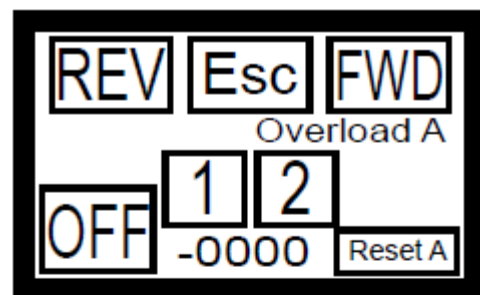 REV Esc FWD
Overload A
1 2
OFF -0000 Reset A